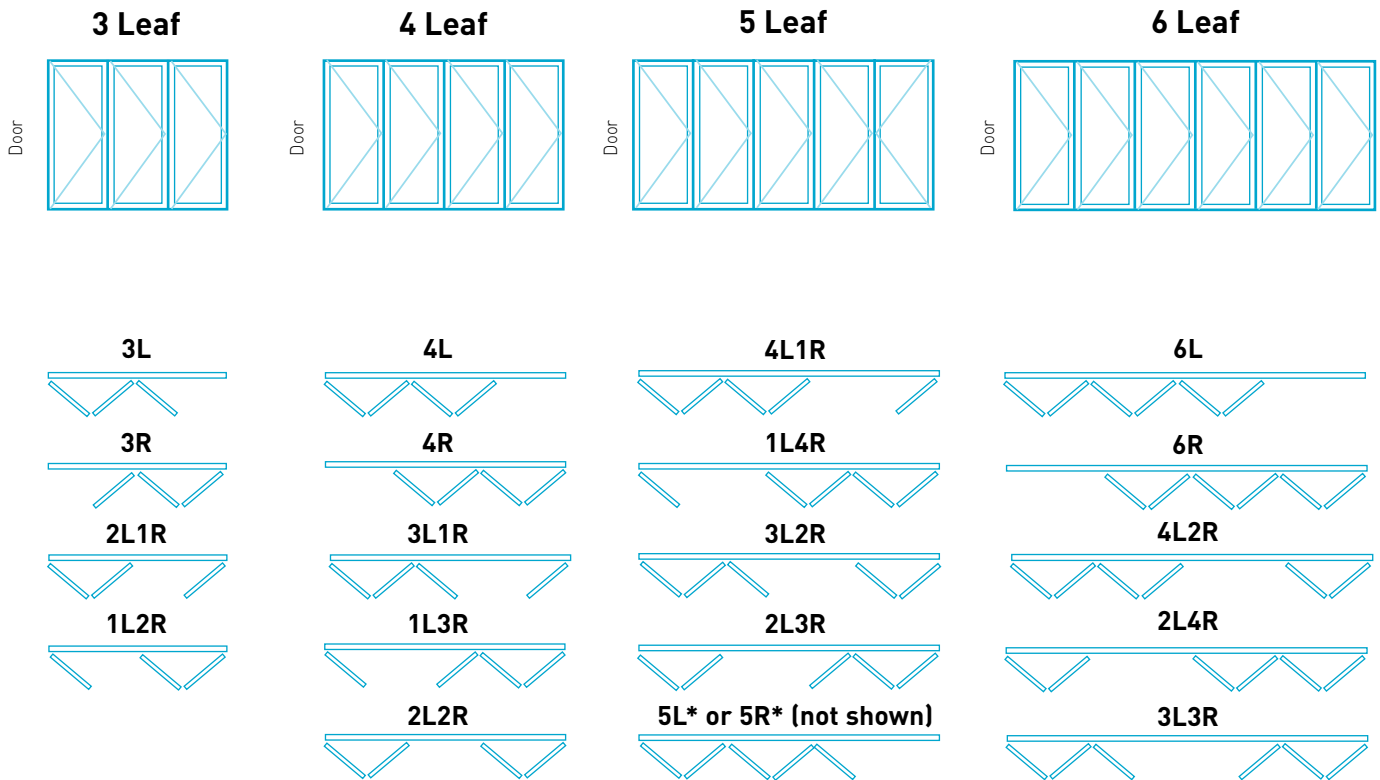 3 Leaf
4 Leaf
5 Leaf
6 Leaf
Door
Door
Door
Door
3L
4L
4L1R
6L
3R
4R
1L4R
6R
2L1R
3L1R
3L2R
4L2R
1L2R
1L3R
2L3R
2L4R
2L2R
5L* or 5R* (not shown)
3L3R